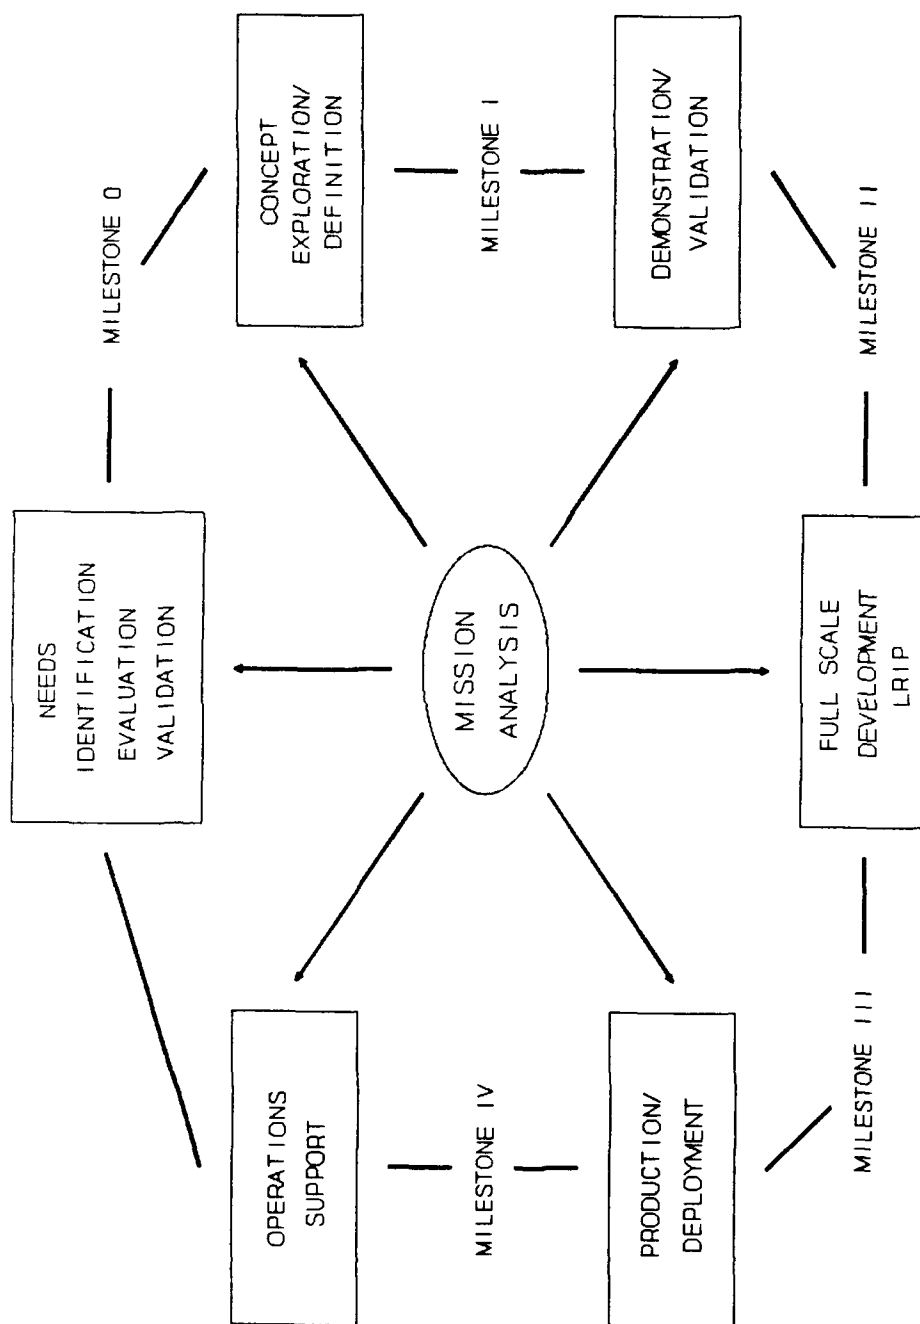 NEEDS
IDENTIFICATION
EVALUATION
VALIDATION
MILESTONE 0
CONCEPT
EXPLORATION/
DEFINITION
MILESTONE I
DEMONSTRATION/
VALIDATION
MILESTONE II
FULL SCALE
DEVELOPMENT
LRIP
MILESTONE III
PRODUCTION/
DEPLOYMENT
MILESTONE IV
OPERATIONS
SUPPORT
MISSION
ANALYSIS